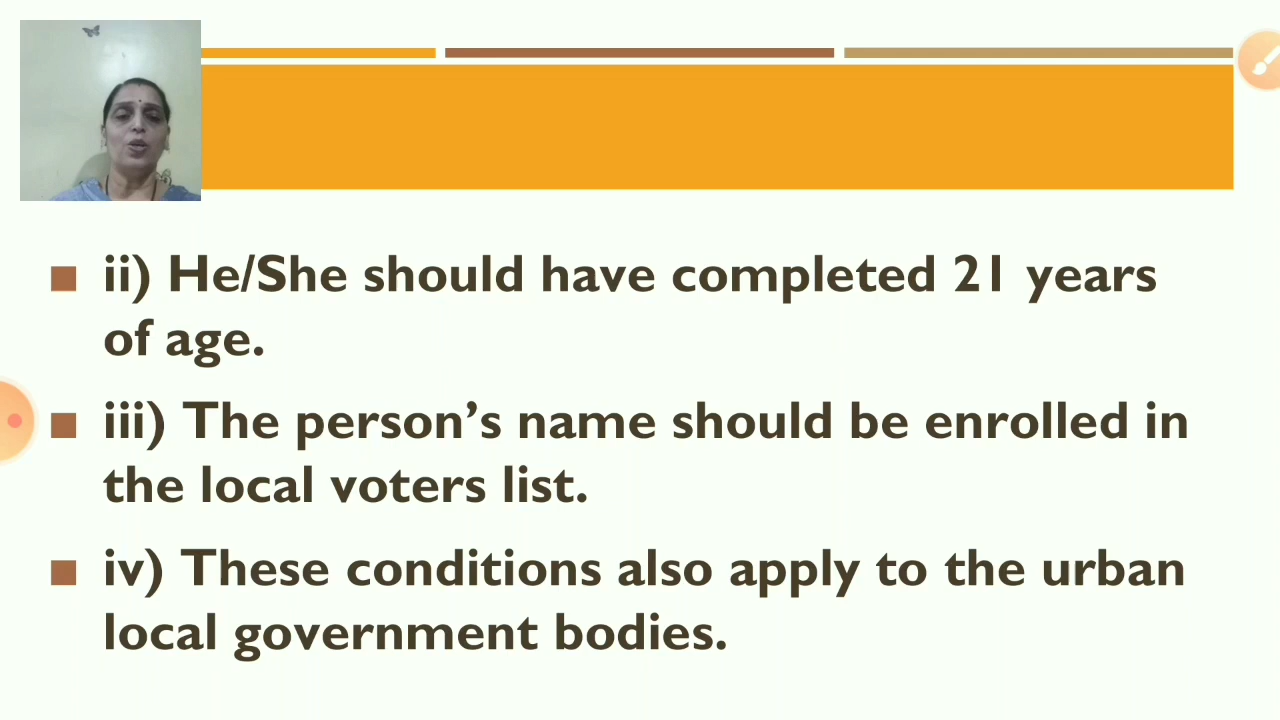 ii) He/She should have completed 21 years
of age.
iii) The person’s name should be enrolled in
the local voters list.
iv) These conditions also apply to the urban
local government bodies.